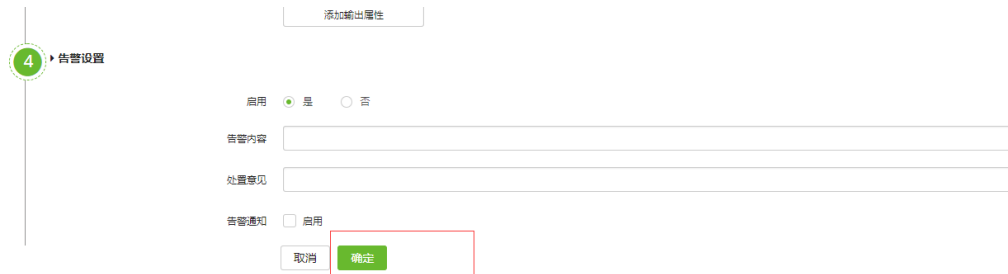 添加输出属性
4 告警设置
启用 是 否
告警内容
处置意见
告警通知 启用
取消 确定